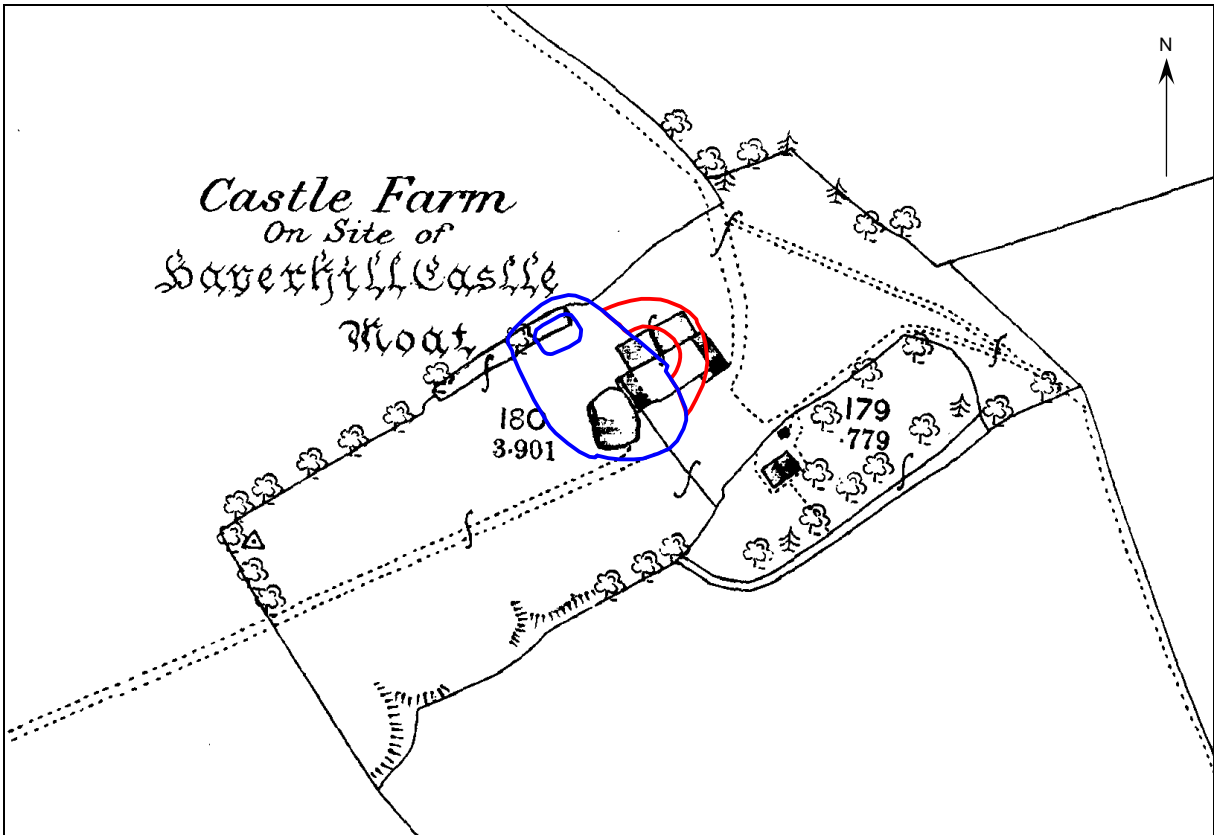 N
Castle Farm
On Site of
Haverhill Castle
Moat
180
3·901
179
·779